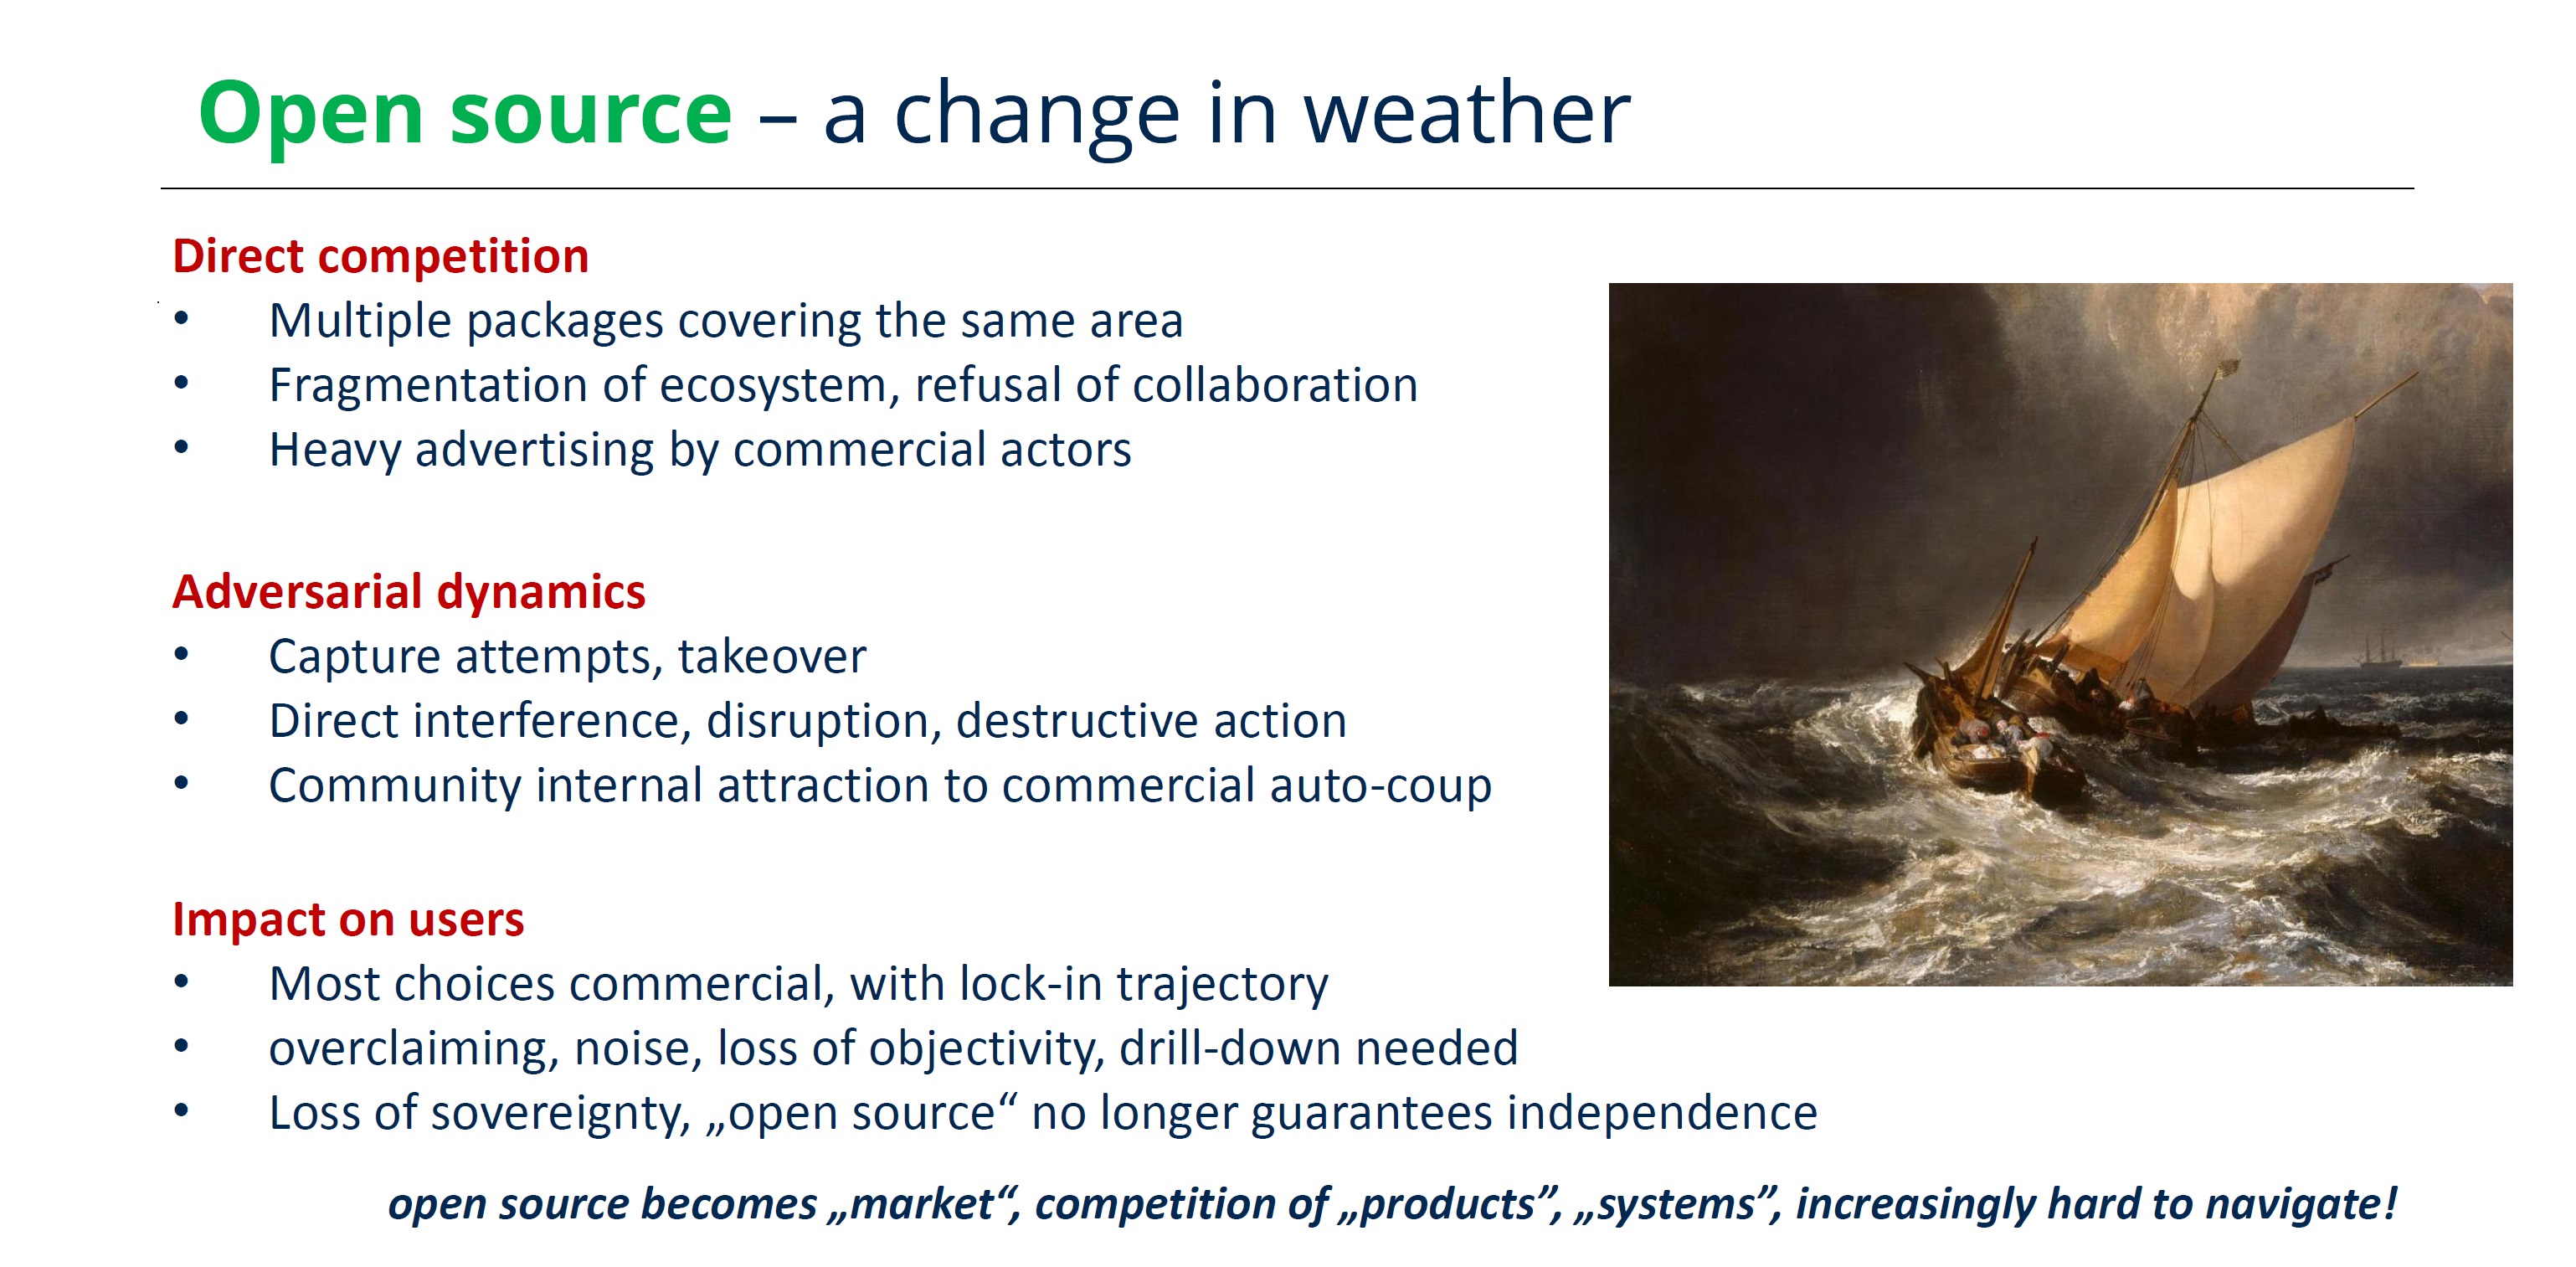 Open source – a change in weather
Direct competition
• Multiple packages covering the same area
• Fragmentation of ecosystem, refusal of collaboration
• Heavy advertising by commercial actors
Adversarial dynamics
• Capture attempts, takeover
• Direct interference, disruption, destructive action
• Community internal attraction to commercial auto-coup
Impact on users
• Most choices commercial, with lock-in trajectory
• overclaiming, noise, loss of objectivity, drill-down needed
• Loss of sovereignty, „open source“ no longer guarantees independence
open source becomes „market“, competition of „products”, „systems”, increasingly hard to navigate!